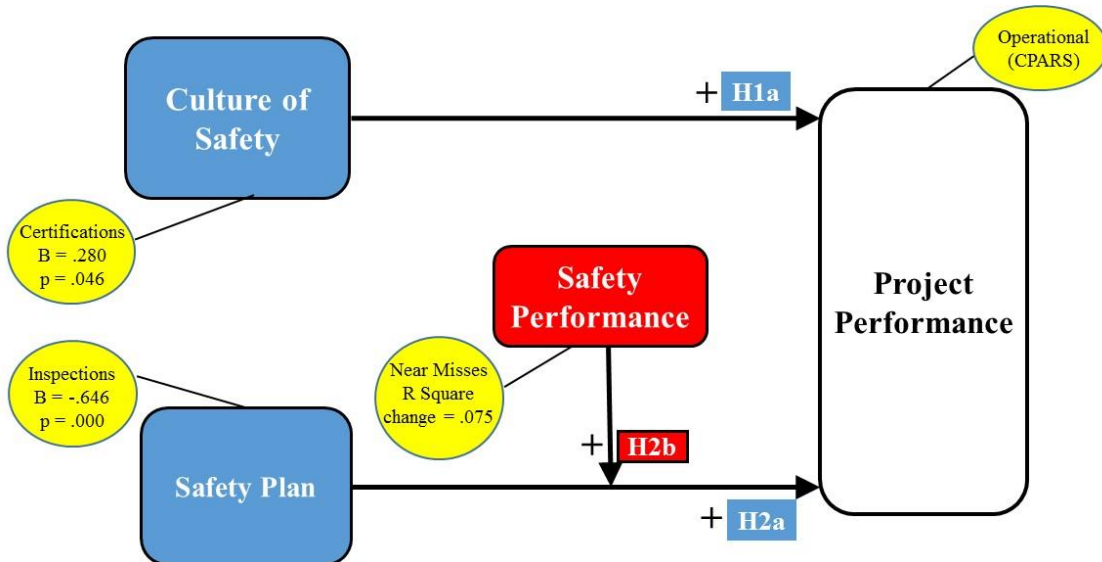 Operational
(CPARS)
Culture of
Safety
+ H1a
Certifications
B = .280
p = .046
Safety
Performance
Project
Performance
Inspections
B = -.646
p = .000
Near Misses
R Square
change = .075
+ H2b
Safety Plan
+ H2a